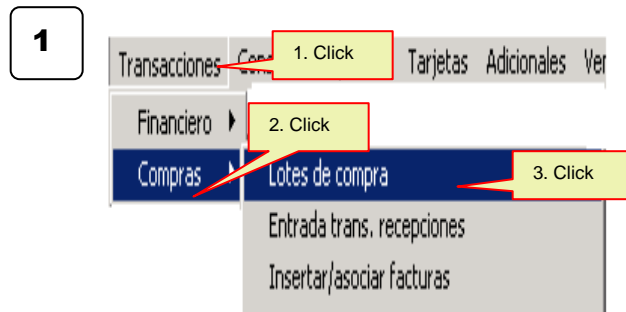 1
Transacciones 1. Click Tarjetas Adicionales
Financiero 2. Click
Compras Lotes de compra 3. Click
Entrada trans. recepciones
Insertar/asociar facturas